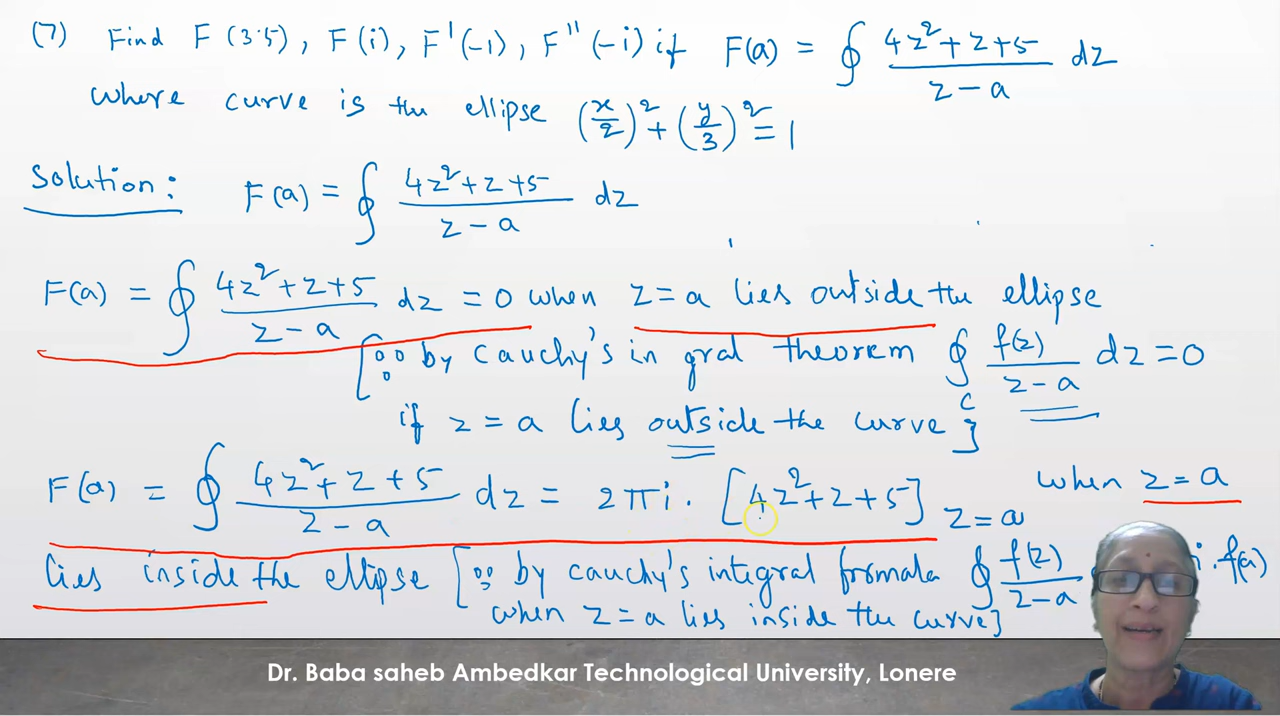 (7) Find F(3.5), F(i), F'(-1), F''(-i) if F(a) = ∮ (4z²+z+5)/(z-a) dz
where curve is the ellipse (x/2)² + (y/3)² = 1
Solution: F(a) = ∮ (4z²+z+5)/(z-a) dz
F(a) = ∮ (4z²+z+5)/(z-a) dz = 0 when z=a lies outside the ellipse
[∵ by Cauchy's in gral theorem ∮ f(z)/(z-a) dz = 0
C
if z = a lies outside the curve]
F(a) = ∮ (4z²+z+5)/(z-a) dz = 2πi . [4z²+z+5] z=a when z=a
lies inside the ellipse [∵ by cauchy's integral formala ∮ f(z)/(z-a) i.f(a)
when z=a lies inside the curve]
Dr. Baba saheb Ambedkar Technological University, Lonere